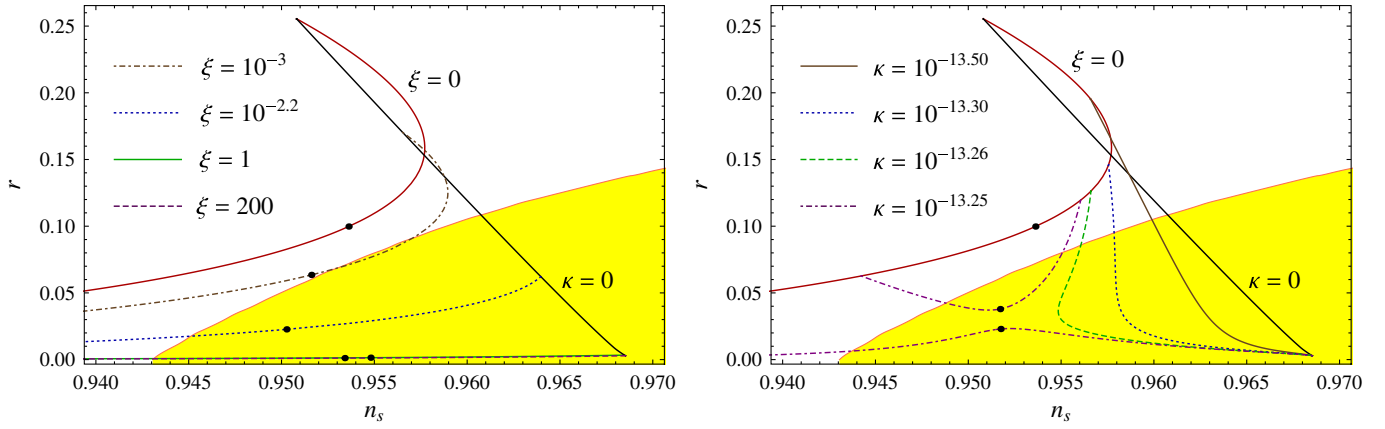 0.25
0.20
0.15
0.10
0.05
0.00
r
ξ = 10^{-3}
ξ = 10^{-2.2}
ξ = 1
ξ = 200
ξ = 0
κ = 0
0.940 0.945 0.950 0.955 0.960 0.965 0.970
n_s
0.25
0.20
0.15
0.10
0.05
0.00
r
κ = 10^{-13.50}
κ = 10^{-13.30}
κ = 10^{-13.26}
κ = 10^{-13.25}
ξ = 0
κ = 0
0.940 0.945 0.950 0.955 0.960 0.965 0.970
n_s